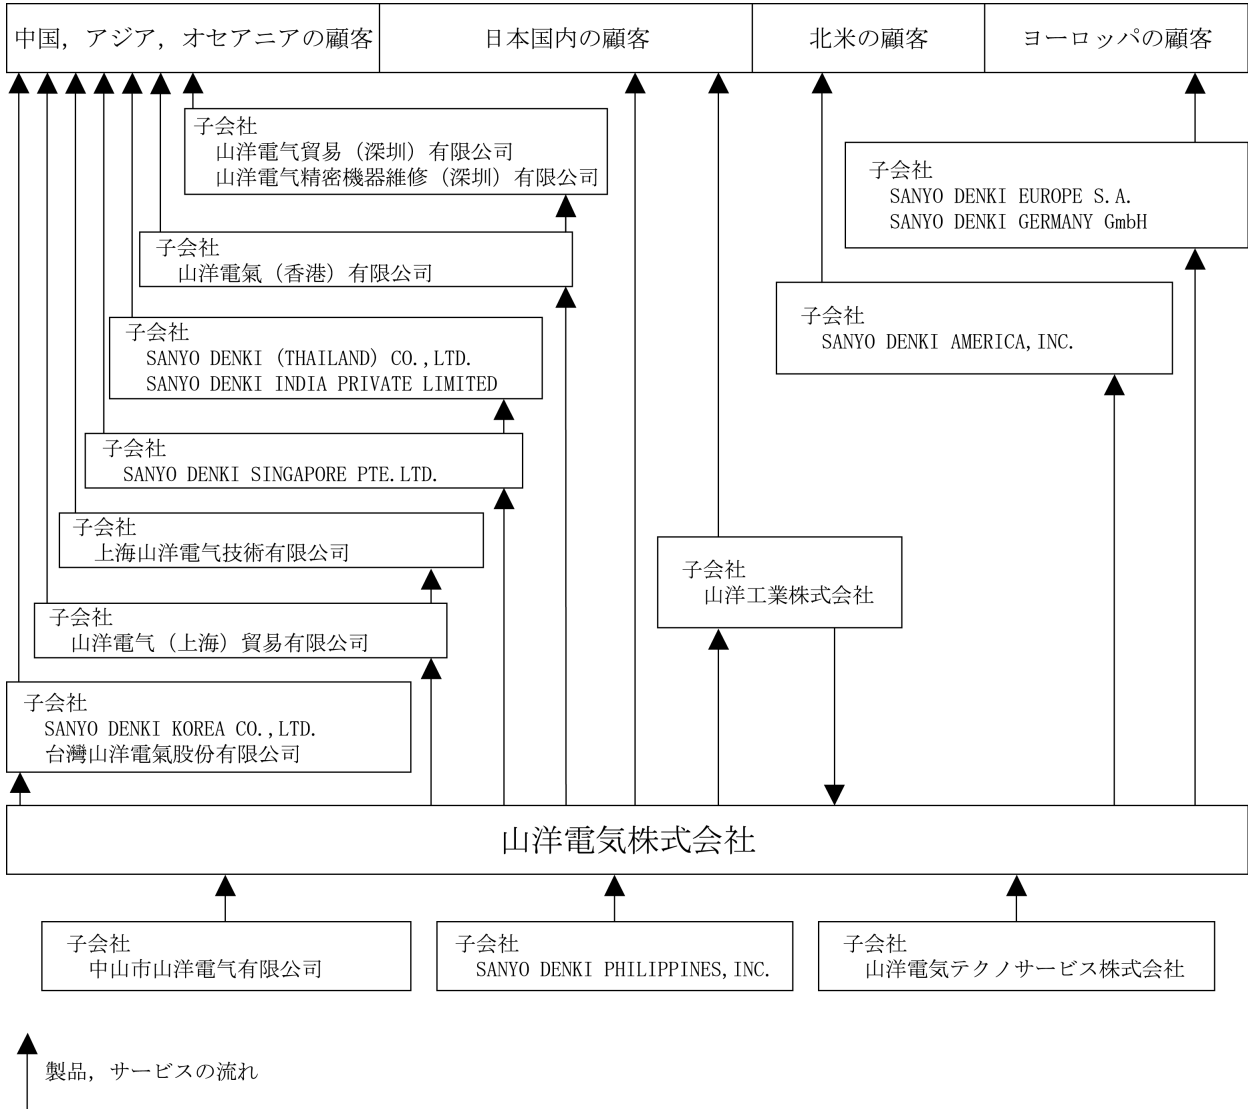 中国，アジア，オセアニアの顧客
日本国内の顧客
北米の顧客
ヨーロッパの顧客
子会社
山洋電气貿易（深圳）有限公司
山洋電气精密機器維修（深圳）有限公司
子会社
SANYO DENKI EUROPE S.A.
SANYO DENKI GERMANY GmbH
子会社
山洋電氣（香港）有限公司
子会社
SANYO DENKI AMERICA,INC.
子会社
SANYO DENKI (THAILAND) CO.,LTD.
SANYO DENKI INDIA PRIVATE LIMITED
子会社
SANYO DENKI SINGAPORE PTE.LTD.
子会社
上海山洋電气技術有限公司
子会社
山洋工業株式会社
子会社
山洋電气（上海）貿易有限公司
子会社
SANYO DENKI KOREA CO.,LTD.
台灣山洋電氣股份有限公司
山洋電気株式会社
子会社
中山市山洋電气有限公司
子会社
SANYO DENKI PHILIPPINES,INC.
子会社
山洋電気テクノサービス株式会社
製品，サービスの流れ